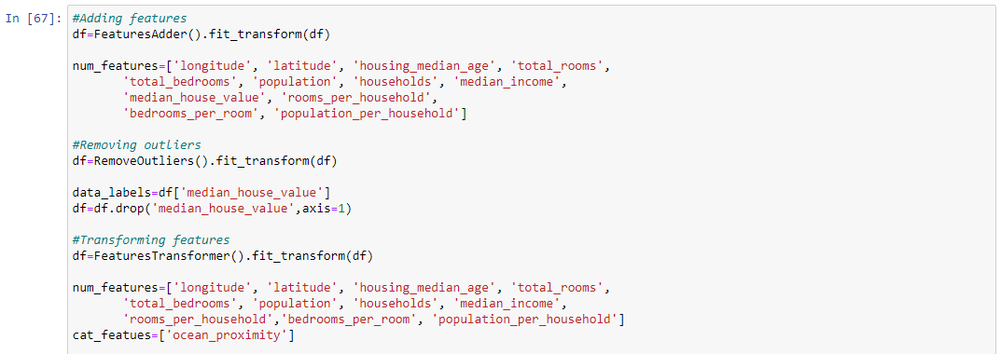 In [67]:
#Adding features
df=FeaturesAdder().fit_transform(df)
num_features=['longitude', 'latitude', 'housing_median_age', 'total_rooms',
'total_bedrooms', 'population', 'households', 'median_income',
'median_house_value', 'rooms_per_household',
'bedrooms_per_room', 'population_per_household']
#Removing outliers
df=RemoveOutliers().fit_transform(df)
data_labels=df['median_house_value']
df=df.drop('median_house_value',axis=1)
#Transforming features
df=FeaturesTransformer().fit_transform(df)
num_features=['longitude', 'latitude', 'housing_median_age', 'total_rooms',
'total_bedrooms', 'population', 'households', 'median_income',
'rooms_per_household','bedrooms_per_room', 'population_per_household']
cat_featues=['ocean_proximity']